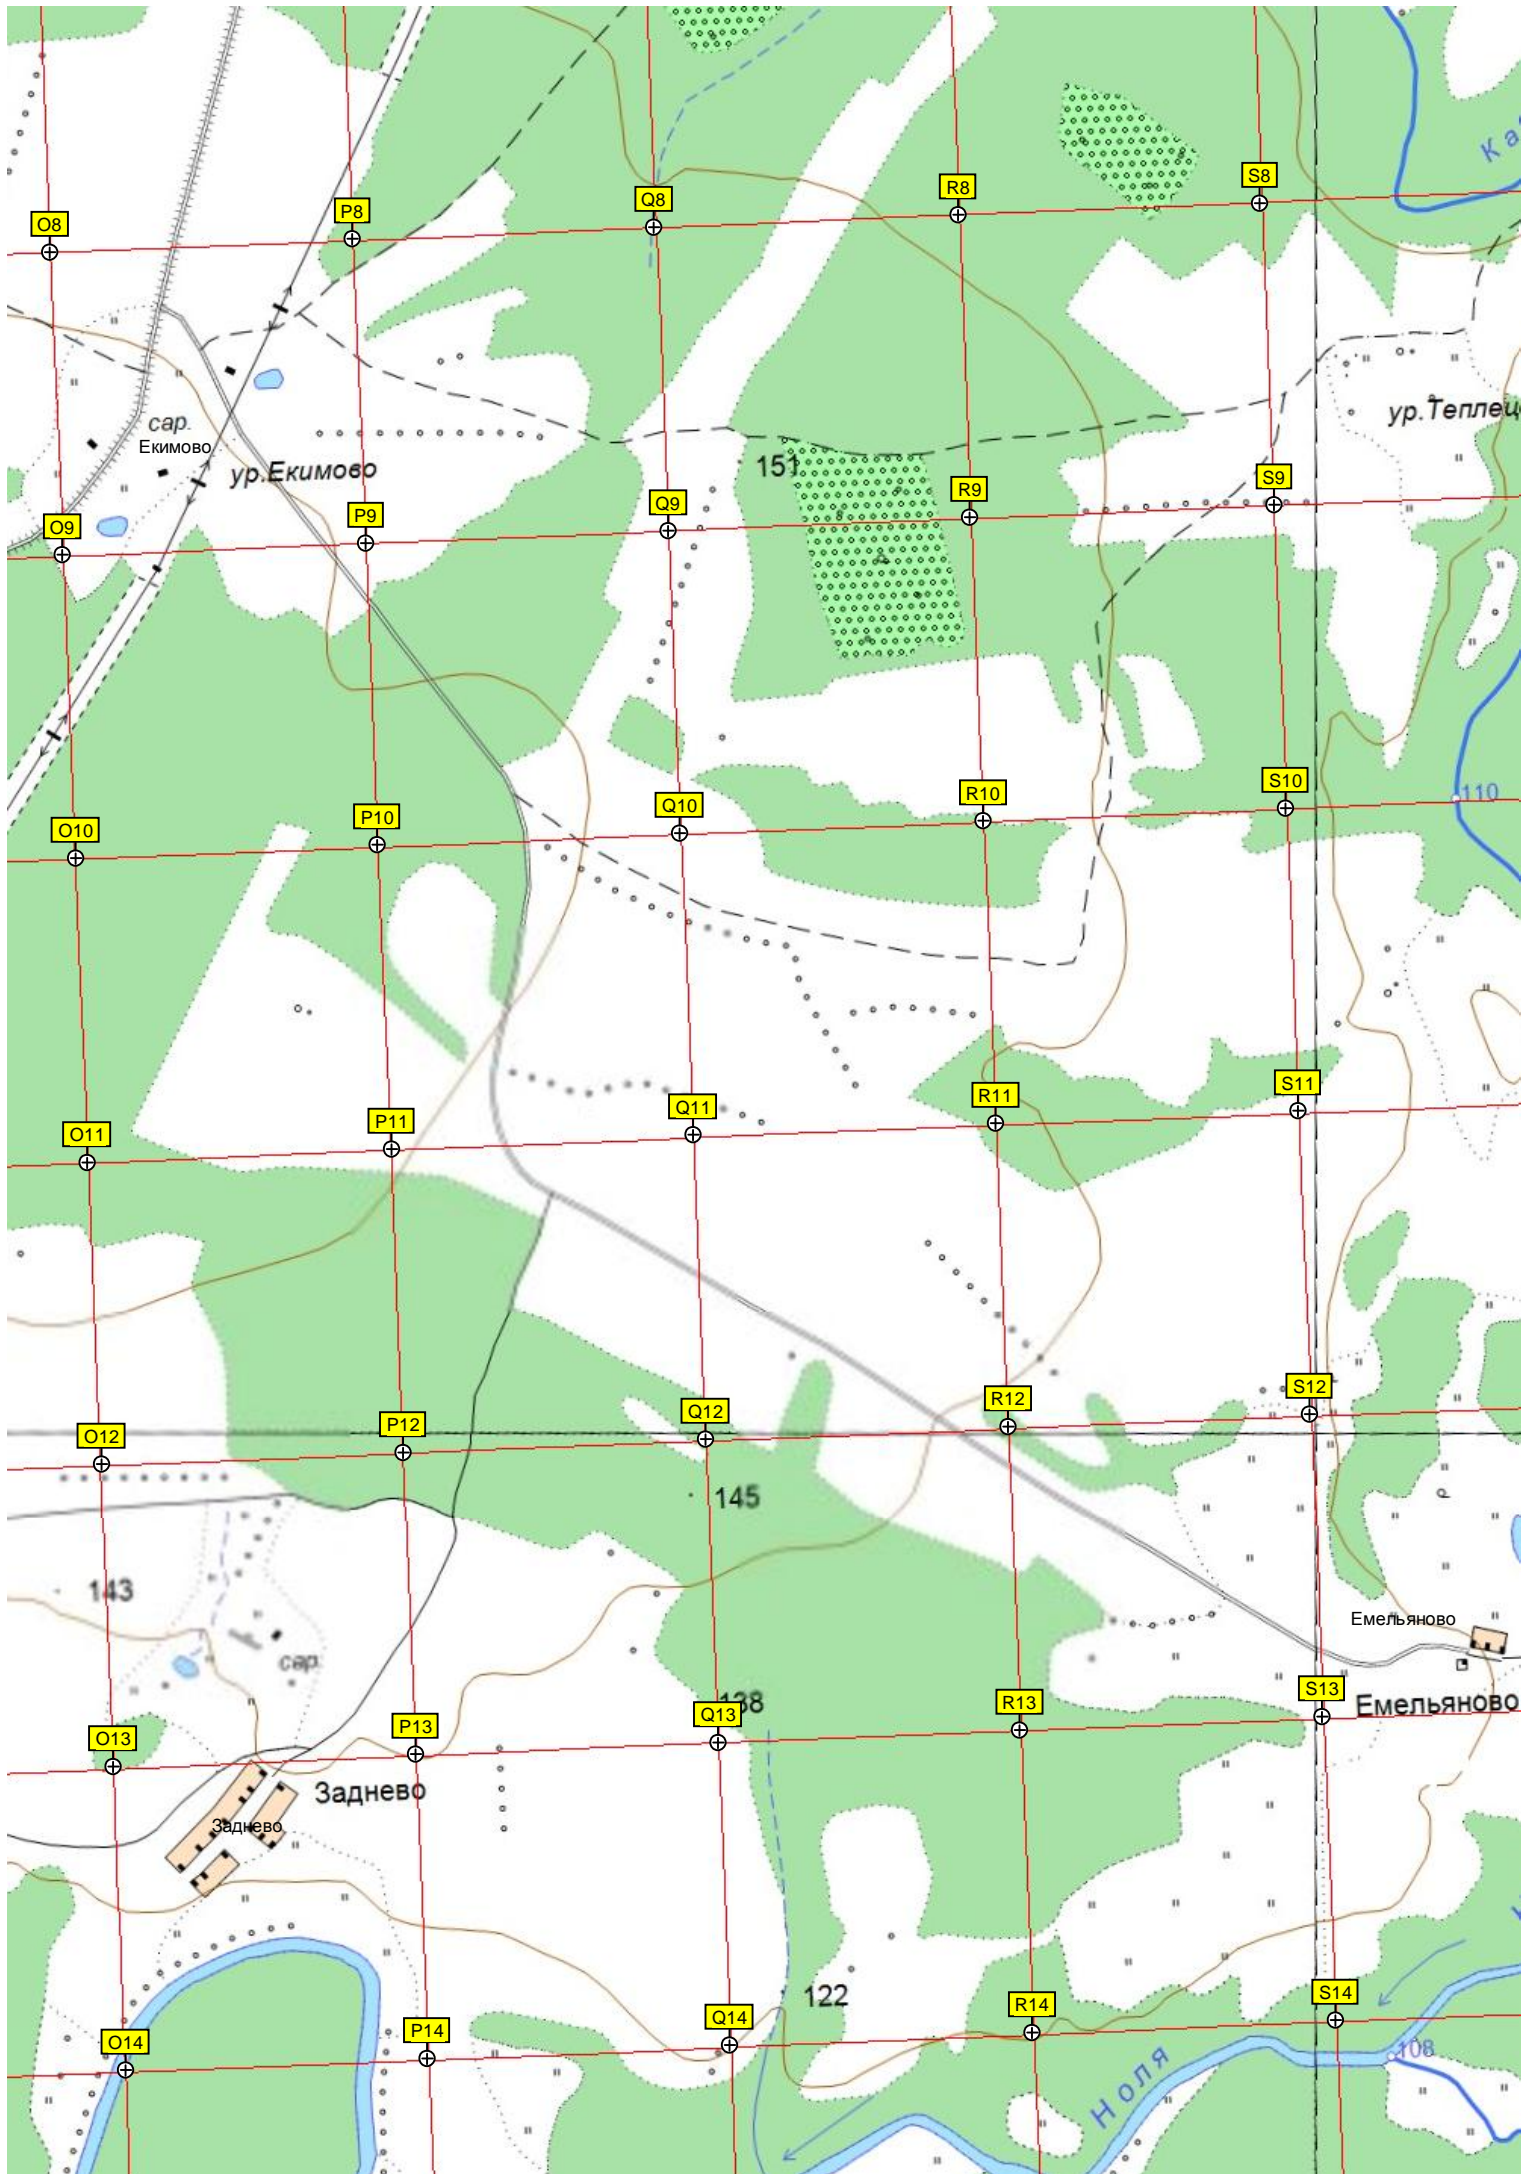 Ка
S8
R8
Q8
P8
O8
ур.Теплец
сар.
Екимово
ур.Екимово
151
S9
R9
Q9
P9
O9
S10
110
R10
Q10
P10
O10
S11
R11
Q11
P11
O11
S12
R12
Q12
P12
O12
145
143
Емельяново
сар.
S13
Емельяново
R13
138
Q13
P13
O13
Заднево
Заднево
122
S14
R14
Q14
P14
O14
108
Ноля